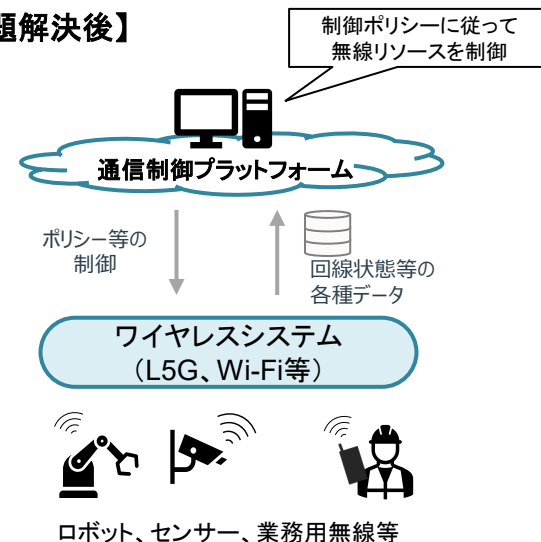 題解決後】
制御ポリシーに従って
無線リソースを制御
通信制御プラットフォーム
ポリシー等の
制御
回線状態等の
各種データ
ワイヤレスシステム
（L5G、Wi-Fi等）
ロボット、センサー、業務用無線等